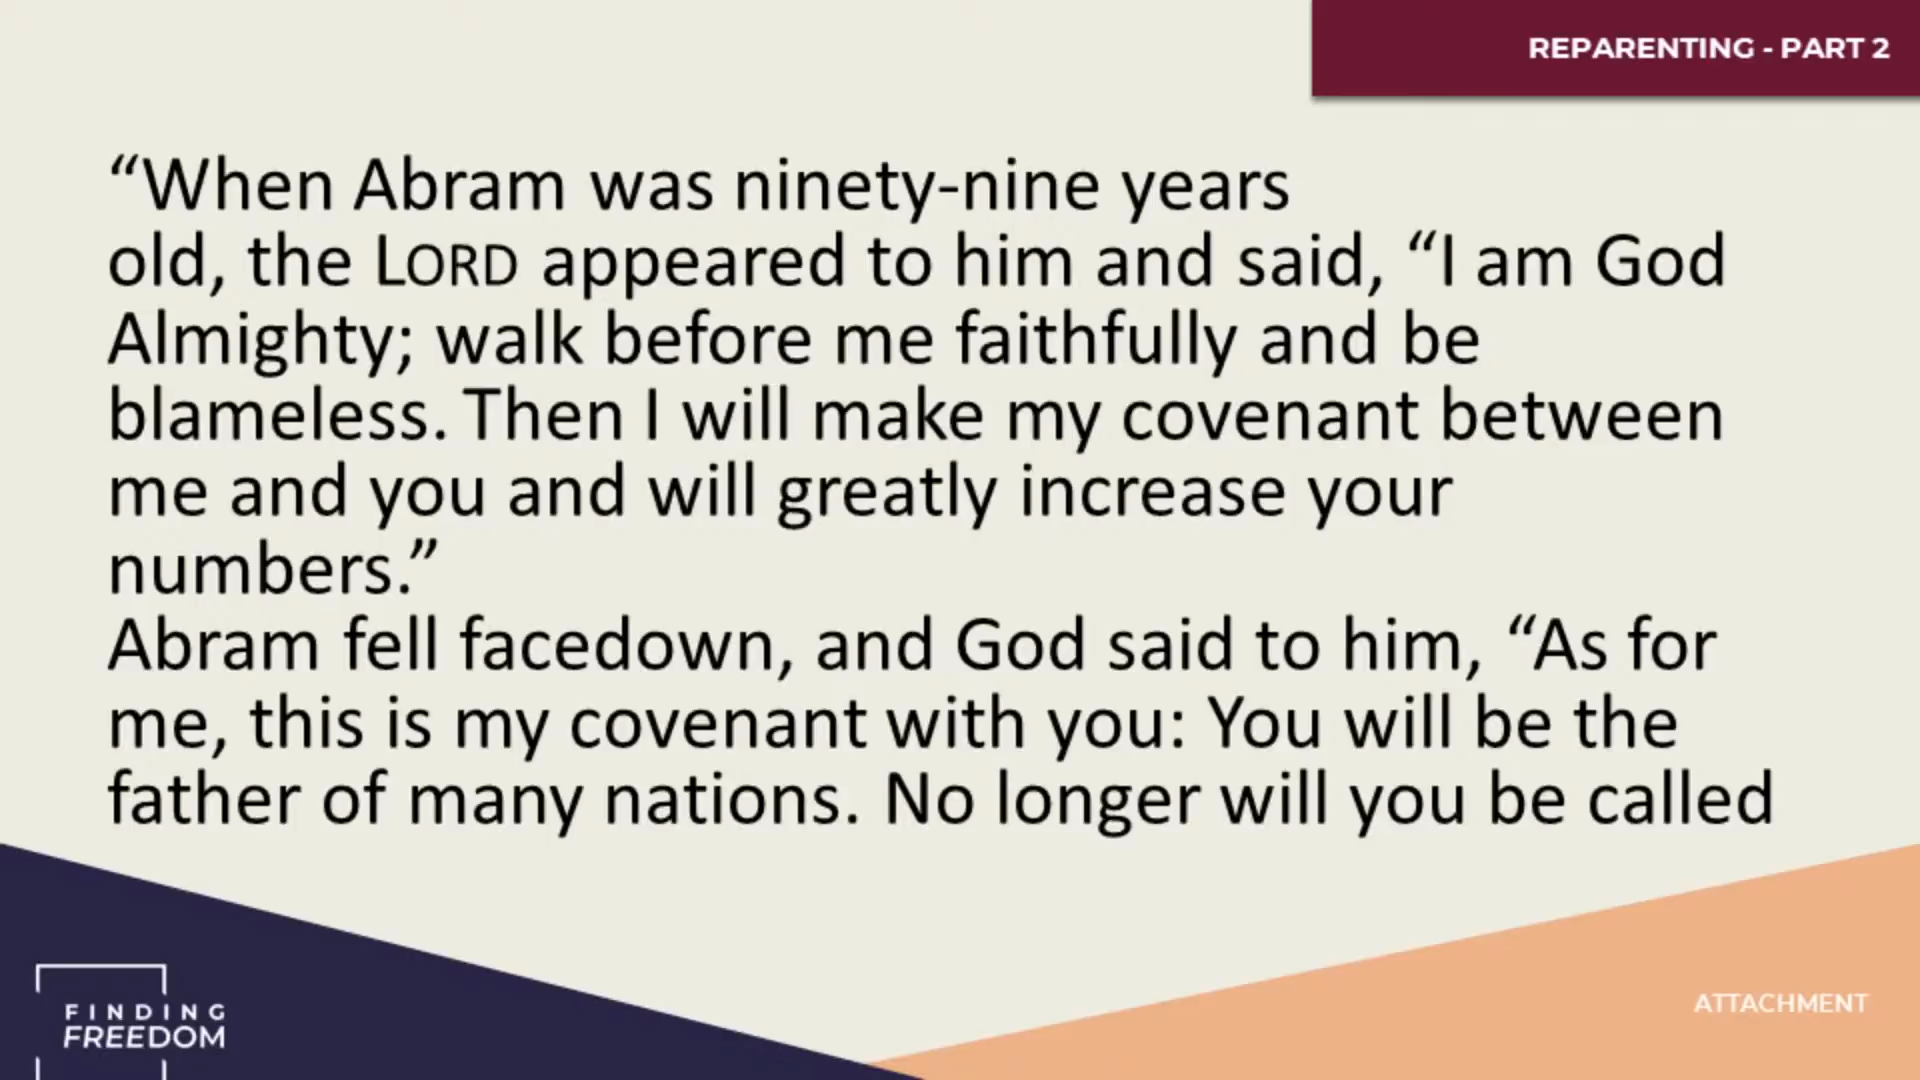 REPARENTING - PART 2
“When Abram was ninety-nine years
old, the LORD appeared to him and said, “I am God
Almighty; walk before me faithfully and be
blameless. Then I will make my covenant between
me and you and will greatly increase your
numbers.”
Abram fell facedown, and God said to him, “As for
me, this is my covenant with you: You will be the
father of many nations. No longer will you be called
FINDING
FREEDOM
ATTACHMENT